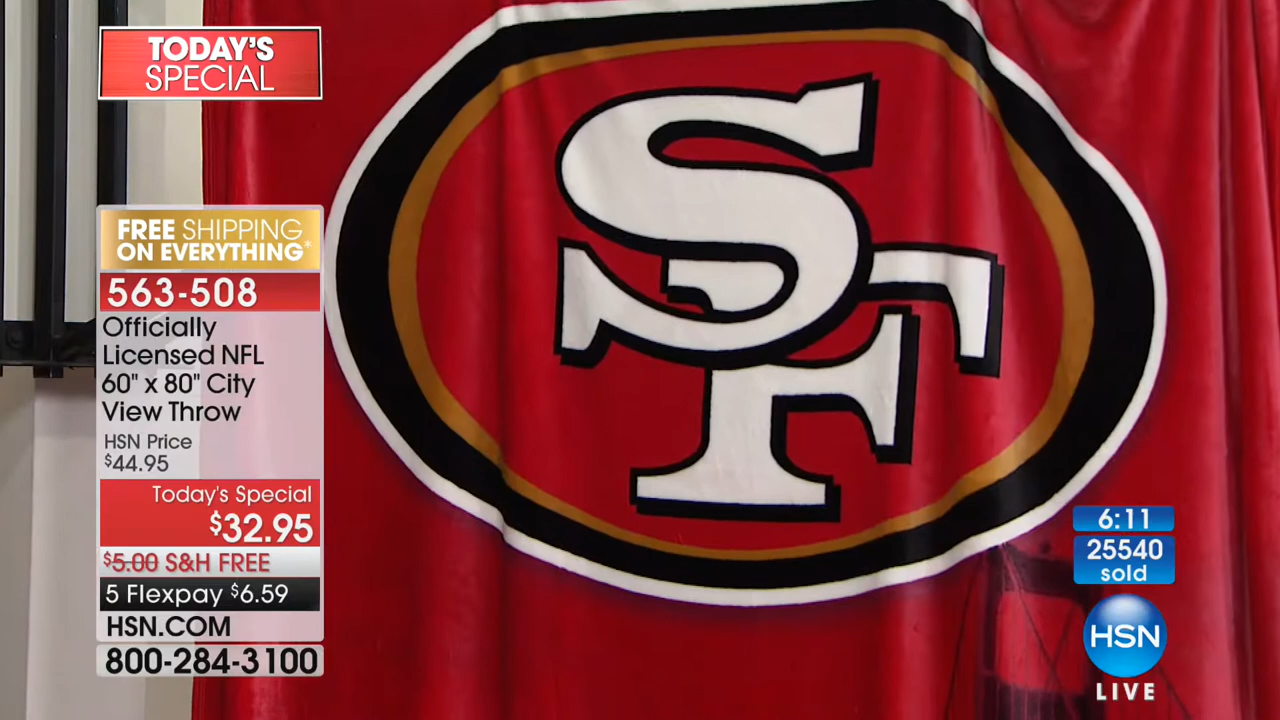 TODAY'S
SPECIAL
FREE SHIPPING
ON EVERYTHING*
563-508
Officially
Licensed NFL
60" x 80" City
View Throw
HSN Price
$44.95
Today's Special
$32.95
$5.00 S&H FREE
5 Flexpay $6.59
HSN.COM
800-284-3100
SF
6:11
25540
sold
HSN
LIVE